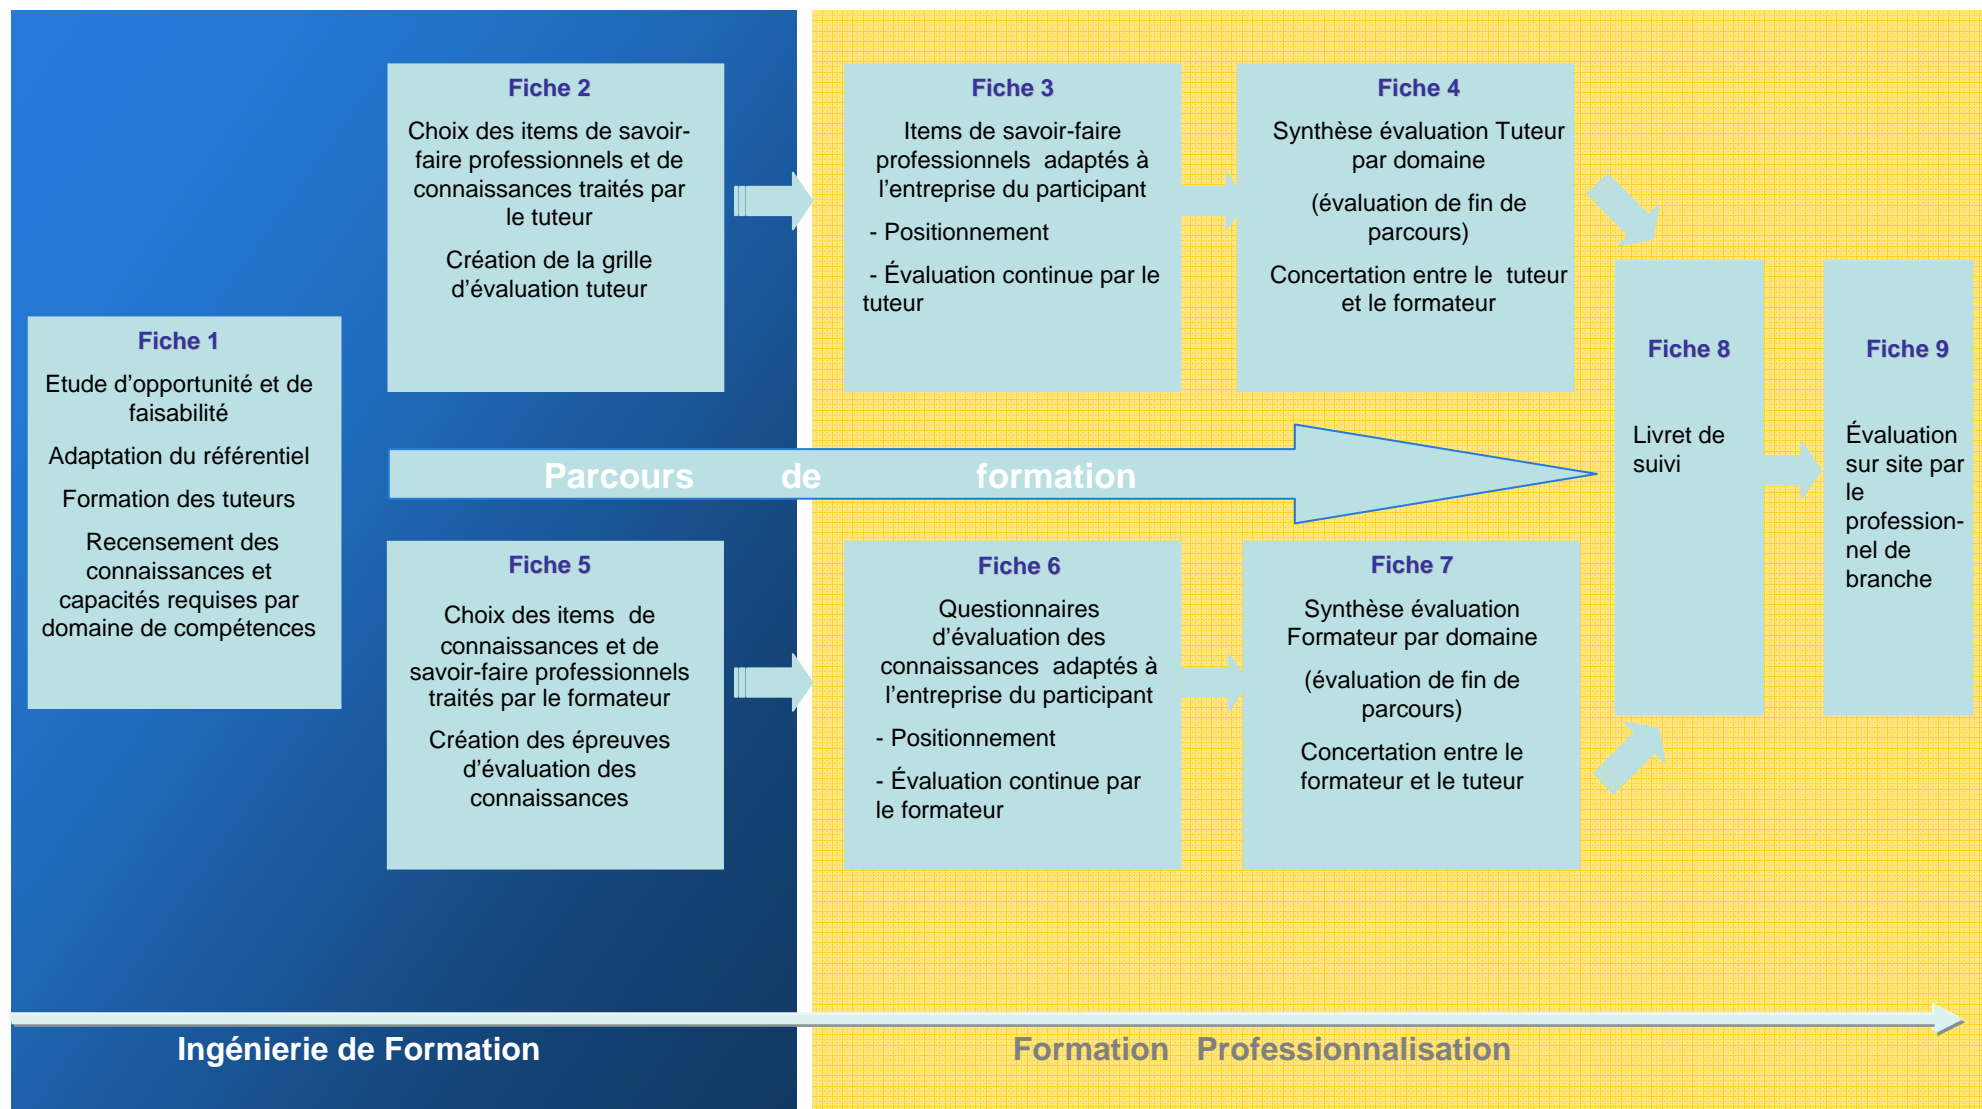 Fiche 1
Etude d’opportunité et de
faisabilité
Adaptation du référentiel
Formation des tuteurs
Recensement des
connaissances et
capacités requises par
domaine de compétences
Fiche 2
Choix des items de savoir-
faire professionnels et de
connaissances traités par
le tuteur
Création de la grille
d’évaluation tuteur
Fiche 3
Items de savoir-faire
professionnels adaptés à
l’entreprise du participant
- Positionnement
- Évaluation continue par le
tuteur
Fiche 4
Synthèse évaluation Tuteur
par domaine
(évaluation de fin de
parcours)
Concertation entre le tuteur
et le formateur
Parcours de formation
Fiche 5
Choix des items de
connaissances et de
savoir-faire professionnels
traités par le formateur
Création des épreuves
d’évaluation des
connaissances
Fiche 6
Questionnaires
d’évaluation des
connaissances adaptés à
l’entreprise du participant
- Positionnement
- Évaluation continue par
le formateur
Fiche 7
Synthèse évaluation
Formateur par domaine
(évaluation de fin de
parcours)
Concertation entre le
formateur et le tuteur
Fiche 8
Livret de
suivi
Fiche 9
Évaluation
sur site par
le
profession-
nel de
branche
Ingénierie de Formation
Formation Professionnalisation